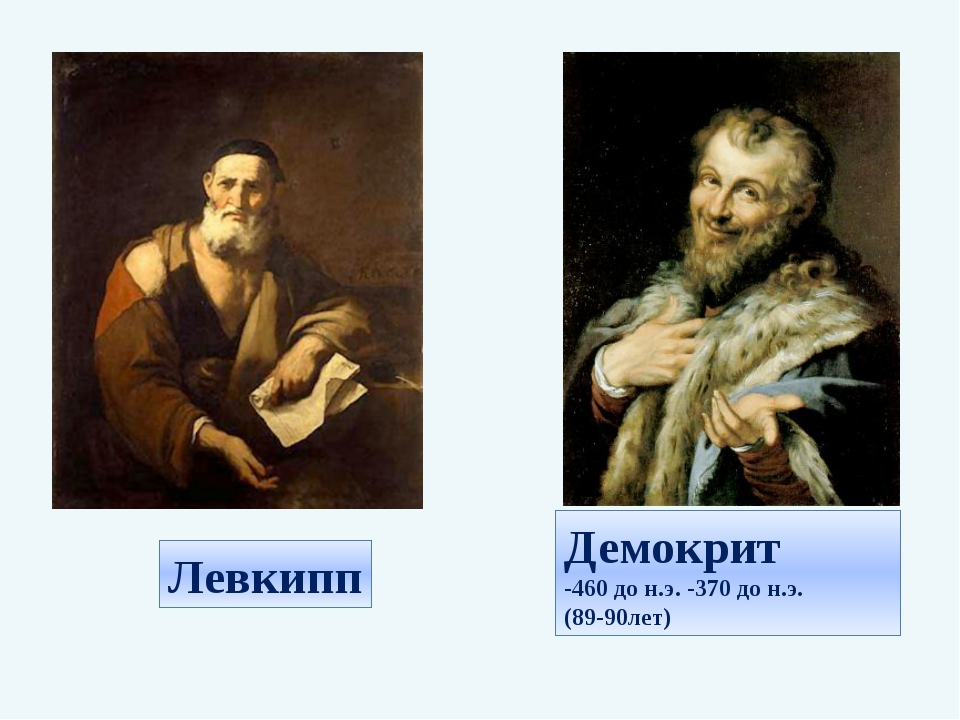 Левкипп
Демокрит
-460 до н.э. -370 до н.э.
(89-90лет)